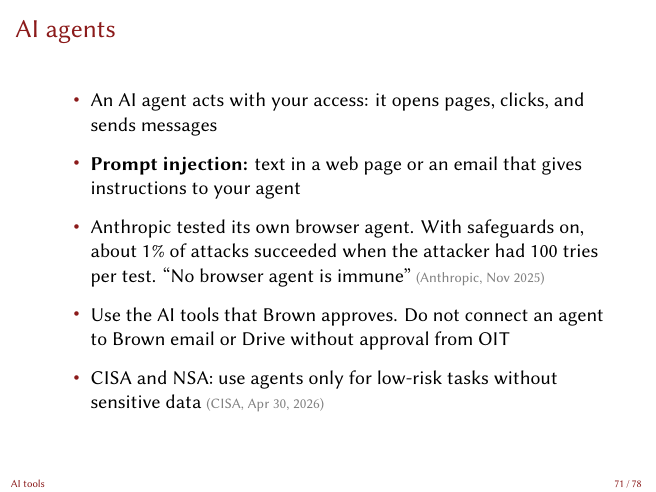 AI agents
• An AI agent acts with your access: it opens pages, clicks, and
sends messages
• Prompt injection: text in a web page or an email that gives
instructions to your agent
• Anthropic tested its own browser agent. With safeguards on,
about 1% of attacks succeeded when the attacker had 100 tries
per test. “No browser agent is immune” (Anthropic, Nov 2025)
• Use the AI tools that Brown approves. Do not connect an agent
to Brown email or Drive without approval from OIT
• CISA and NSA: use agents only for low-risk tasks without
sensitive data (CISA, Apr 30, 2026)
AI tools
71 / 78